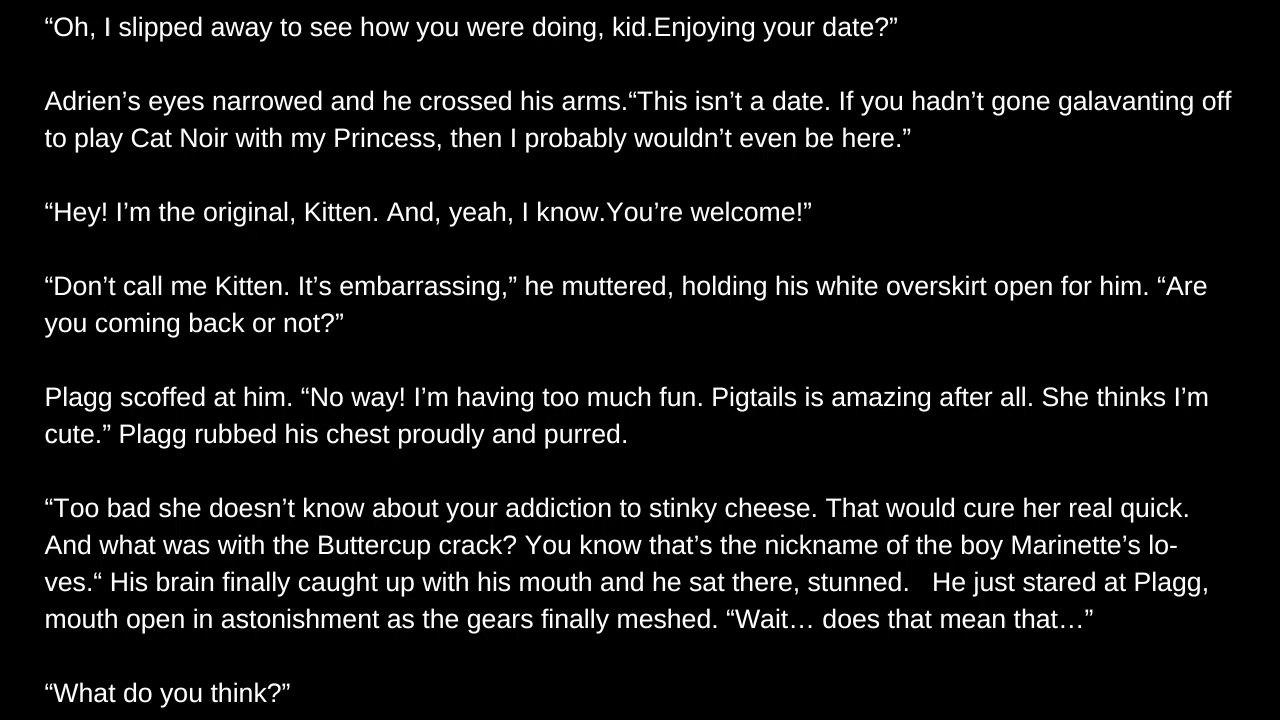 “Oh, I slipped away to see how you were doing, kid.Enjoying your date?”
Adrien’s eyes narrowed and he crossed his arms.“This isn’t a date. If you hadn’t gone galavanting off
to play Cat Noir with my Princess, then I probably wouldn’t even be here.”
“Hey! I’m the original, Kitten. And, yeah, I know.You’re welcome!”
“Don’t call me Kitten. It’s embarrassing,” he muttered, holding his white overskirt open for him. “Are
you coming back or not?”
Plagg scoffed at him. “No way! I’m having too much fun. Pigtails is amazing after all. She thinks I’m
cute.” Plagg rubbed his chest proudly and purred.
“Too bad she doesn’t know about your addiction to stinky cheese. That would cure her real quick.
And what was with the Buttercup crack? You know that’s the nickname of the boy Marinette’s lo-
ves.“ His brain finally caught up with his mouth and he sat there, stunned.   He just stared at Plagg,
mouth open in astonishment as the gears finally meshed. “Wait… does that mean that…”
“What do you think?”